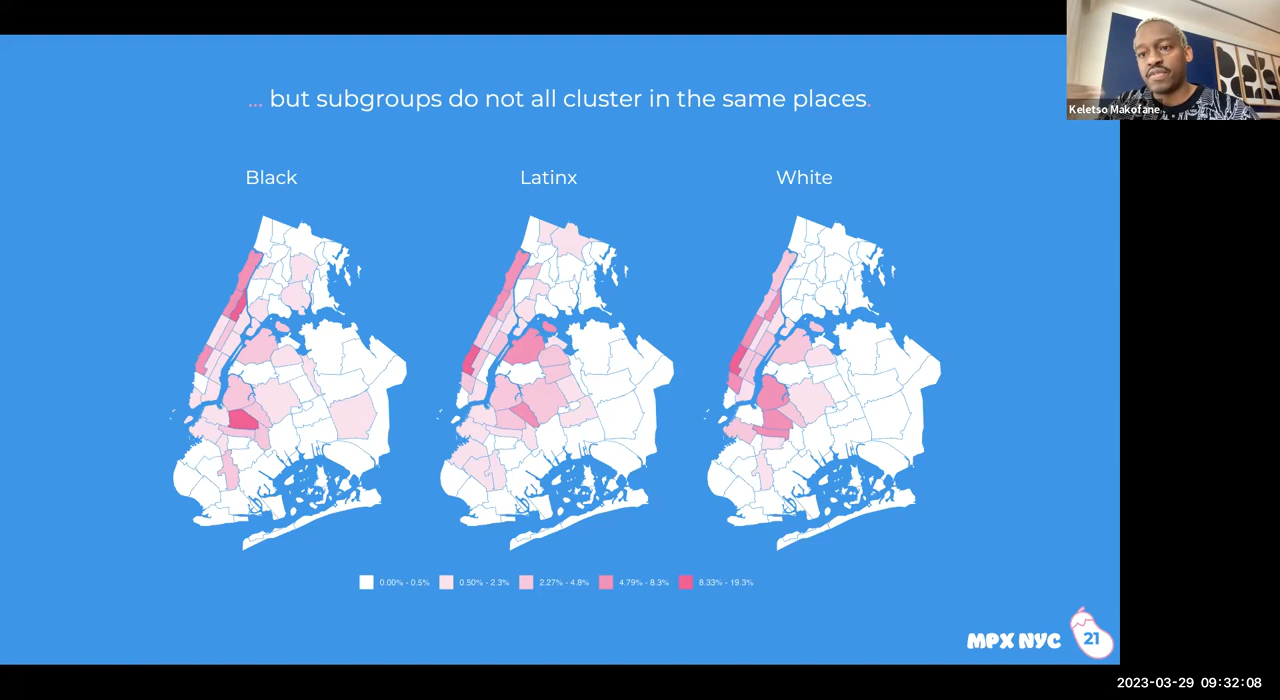 Keletso Makofane
... but subgroups do not all cluster in the same places.
Black
Latinx
White
0.00% - 0.5%
0.50% - 2.3%
2.27% - 4.8%
4.79% - 8.3%
8.33% - 19.3%
MPX NYC
21
2023-03-29 09:32:08